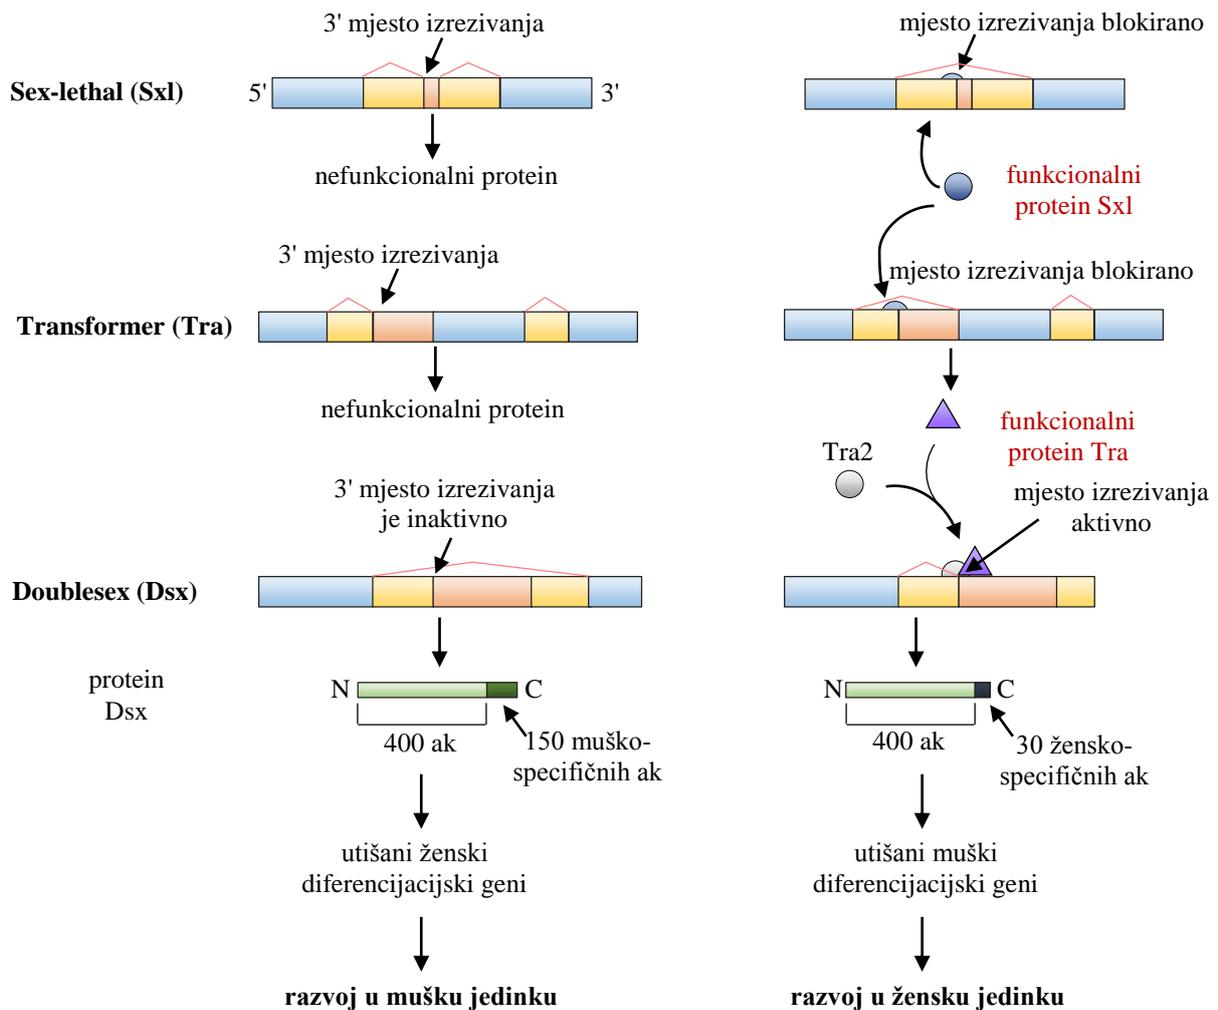 3' mjesto izrezivanja
mjesto izrezivanja blokirano
Sex-lethal (Sxl)
5'
3'
nefunkcionalni protein
funkcionalni
protein Sxl
3' mjesto izrezivanja
mjesto izrezivanja blokirano
Transformer (Tra)
nefunkcionalni protein
funkcionalni
protein Tra
Tra2
3' mjesto izrezivanja
je inaktivno
mjesto izrezivanja
aktivno
Doublesex (Dsx)
protein
Dsx
N
C
N
C
400 ak
150 muško-
specifičnih ak
400 ak
30 žensko-
specifičnih ak
utišani ženski
diferencijacijski geni
utišani muški
diferencijacijski geni
razvoj u mušku jedinku
razvoj u žensku jedinku